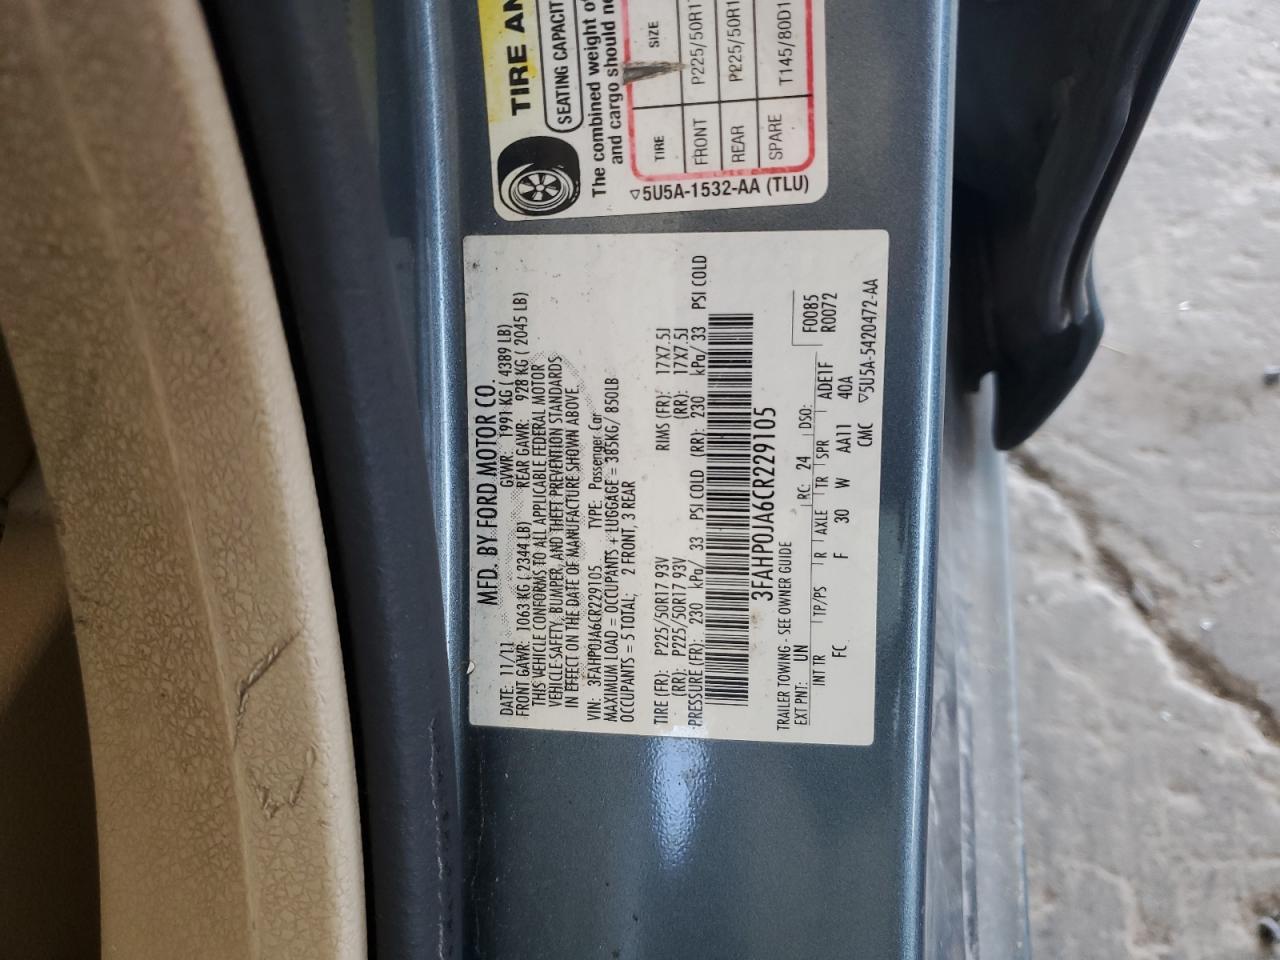 TIRE AN
SEATING CAPACIT
The combined weight of
and cargo should ne
TIRE SIZE
FRONT P225/50R17
REAR P225/50R1
SPARE T145/80D1
▽5U5A-1532-AA (TLU)
MFD. BY FORD MOTOR CO.
DATE: 11/11 GVWR: 1991 KG ( 4389 LB)
FRONT GAWR: 1063 KG ( 2344 LB) REAR GAWR: 928 KG ( 2045 LB)
THIS VEHICLE CONFORMS TO ALL APPLICABLE FEDERAL MOTOR
VEHICLE SAFETY, BUMPER, AND THEFT PREVENTION STANDARDS
IN EFFECT ON THE DATE OF MANUFACTURE SHOWN ABOVE.
VIN: 3FAHP0JA6CR229105 TYPE: Passenger Car
MAXIMUM LOAD = OCCUPANTS + LUGGAGE = 385KG/ 850LB
OCCUPANTS = 5 TOTAL; 2 FRONT, 3 REAR
TIRE (FR): P225/50R17 93V RIMS (FR): 17X7.5J
(RR): P225/50R17 93V (RR): 17X7.5J
PRESSURE (FR): 230 kPa/ 33 PSI COLD (RR): 230 kPa/ 33 PSI COLD
3FAHP0JA6CR229105
TRAILER TOWING - SEE OWNER GUIDE F0085
EXT PNT: UN RC: 24 DSO: R0072
INT TR TP/PS R AXLE TR SPR ADE1F
FC F 30 W AA11 40A
CMC ▽5U5A-5420472-AA